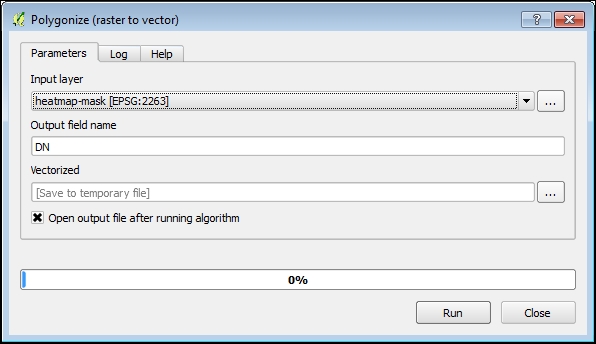 Polygonize (raster to vector)
?
Parameters Log Help
Input layer
heatmap-mask [EPSG:2263]
...
Output field name
DN
Vectorized
[Save to temporary file]
...
Open output file after running algorithm
0%
Run Close